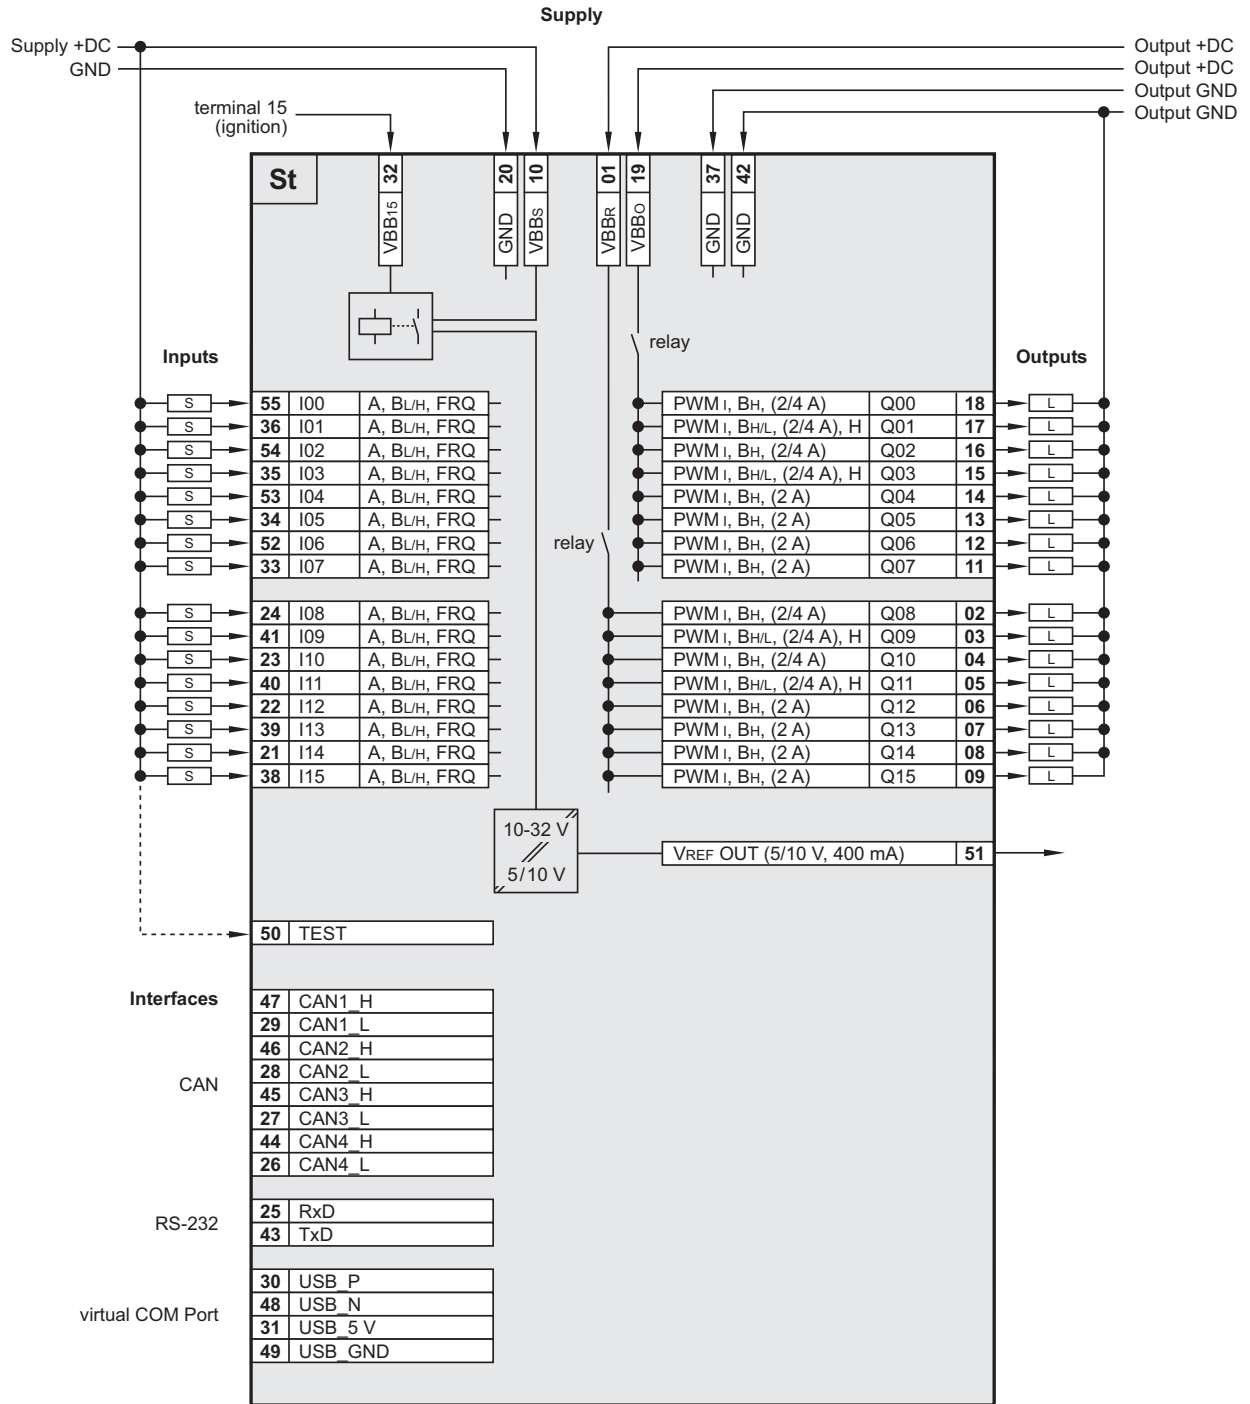 Supply
Supply +DC
GND
Output +DC
Output +DC
Output GND
Output GND
terminal 15
(ignition)
St
32 VBB15
20 GND
10 VBBS
01 VBBR
19 VBBO
37 GND
42 GND
relay
relay
Inputs
Outputs
S 55 I00 A, BL/H, FRQ
S 36 I01 A, BL/H, FRQ
S 54 I02 A, BL/H, FRQ
S 35 I03 A, BL/H, FRQ
S 53 I04 A, BL/H, FRQ
S 34 I05 A, BL/H, FRQ
S 52 I06 A, BL/H, FRQ
S 33 I07 A, BL/H, FRQ
S 24 I08 A, BL/H, FRQ
S 41 I09 A, BL/H, FRQ
S 23 I10 A, BL/H, FRQ
S 40 I11 A, BL/H, FRQ
S 22 I12 A, BL/H, FRQ
S 39 I13 A, BL/H, FRQ
S 21 I14 A, BL/H, FRQ
S 38 I15 A, BL/H, FRQ
PWM I, BH, (2/4 A) Q00 18 L
PWM I, BH/L, (2/4 A), H Q01 17 L
PWM I, BH, (2/4 A) Q02 16 L
PWM I, BH/L, (2/4 A), H Q03 15 L
PWM I, BH, (2 A) Q04 14 L
PWM I, BH, (2 A) Q05 13 L
PWM I, BH, (2 A) Q06 12 L
PWM I, BH, (2 A) Q07 11 L
PWM I, BH, (2/4 A) Q08 02 L
PWM I, BH/L, (2/4 A), H Q09 03 L
PWM I, BH, (2/4 A) Q10 04 L
PWM I, BH/L, (2/4 A), H Q11 05 L
PWM I, BH, (2 A) Q12 06 L
PWM I, BH, (2 A) Q13 07 L
PWM I, BH, (2 A) Q14 08 L
PWM I, BH, (2 A) Q15 09 L
10-32 V
//
5/10 V
VREF OUT (5/10 V, 400 mA) 51
50 TEST
Interfaces
CAN
47 CAN1_H
29 CAN1_L
46 CAN2_H
28 CAN2_L
45 CAN3_H
27 CAN3_L
44 CAN4_H
26 CAN4_L
RS-232
25 RxD
43 TxD
virtual COM Port
30 USB_P
48 USB_N
31 USB_5 V
49 USB_GND